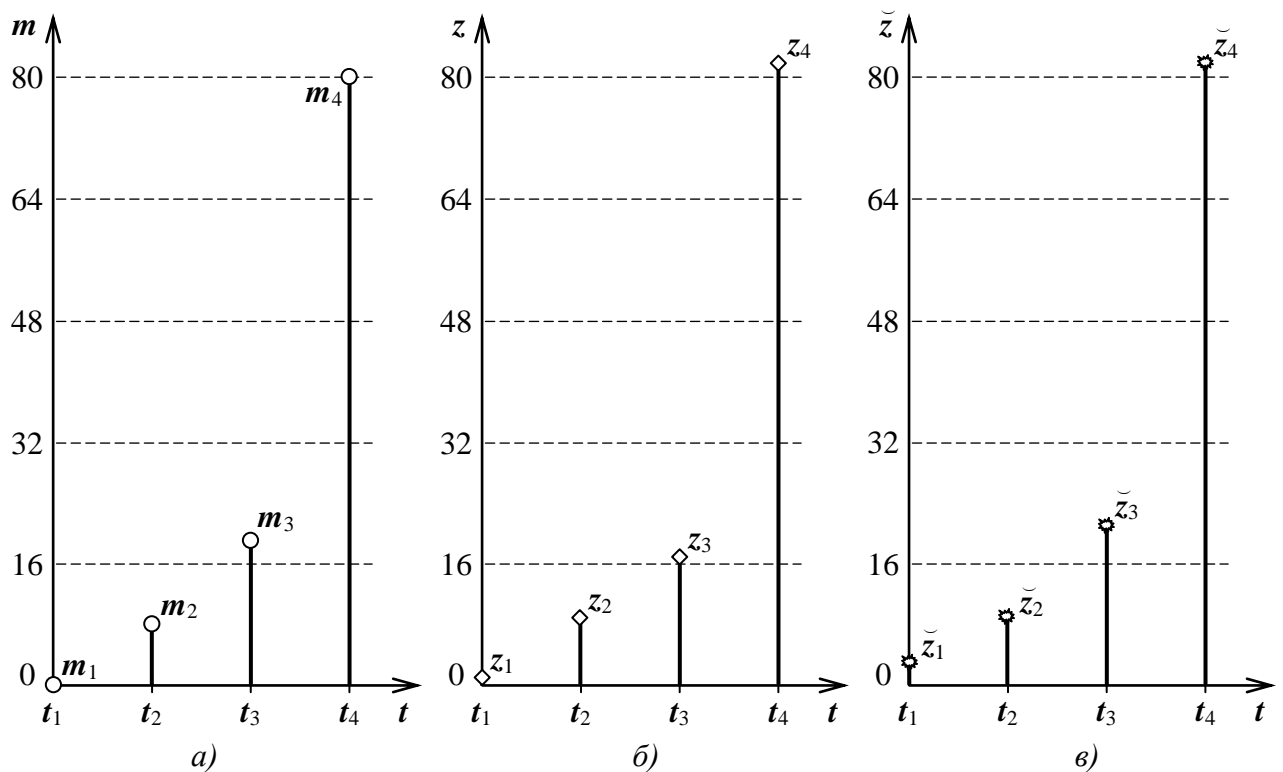 m
80
64
48
32
16
0
m₁
m₂
m₃
m₄
t₁ t₂ t₃ t₄ t
а)
z
80
64
48
32
16
0
z₁
z₂
z₃
z₄
t₁ t₂ t₃ t₄ t
б)
z̆
80
64
48
32
16
0
z̆₁
z̆₂
z̆₃
z̆₄
t₁ t₂ t₃ t₄ t
в)